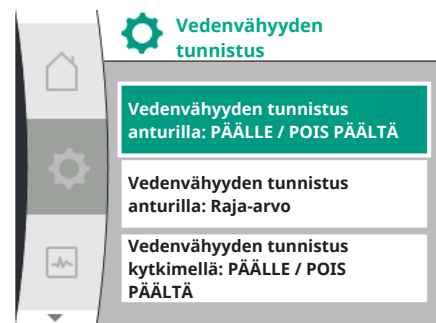 Vedenvähyyden
tunnistus
Vedenvähyyden tunnistus
anturilla: PÄÄLLE / POIS PÄÄLTÄ
Vedenvähyyden tunnistus
anturilla: Raja-arvo
Vedenvähyyden tunnistus
kytkimellä: PÄÄLLE / POIS
PÄÄLTÄ